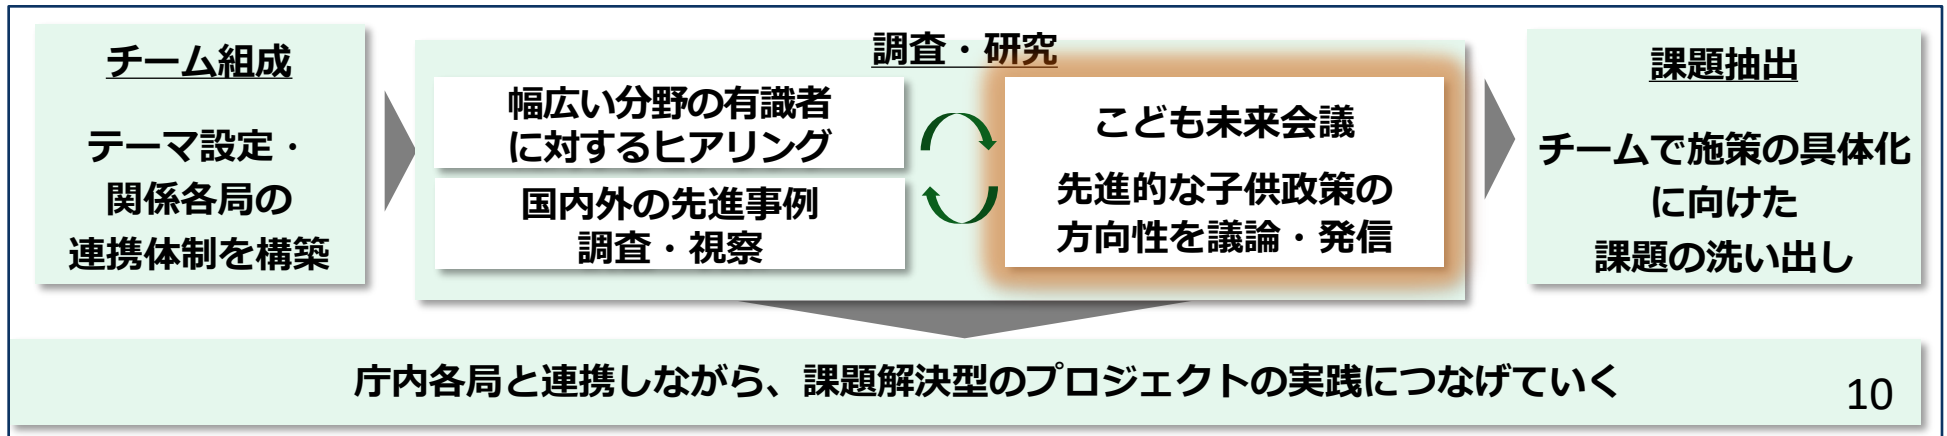 チーム組成
テーマ設定・
関係各局の
連携体制を構築
調査・研究
幅広い分野の有識者
に対するヒアリング
国内外の先進事例
調査・視察
こども未来会議
先進的な子供政策の
方向性を議論・発信
課題抽出
チームで施策の具体化
に向けた
課題の洗い出し
庁内各局と連携しながら、課題解決型のプロジェクトの実践につなげていく
10